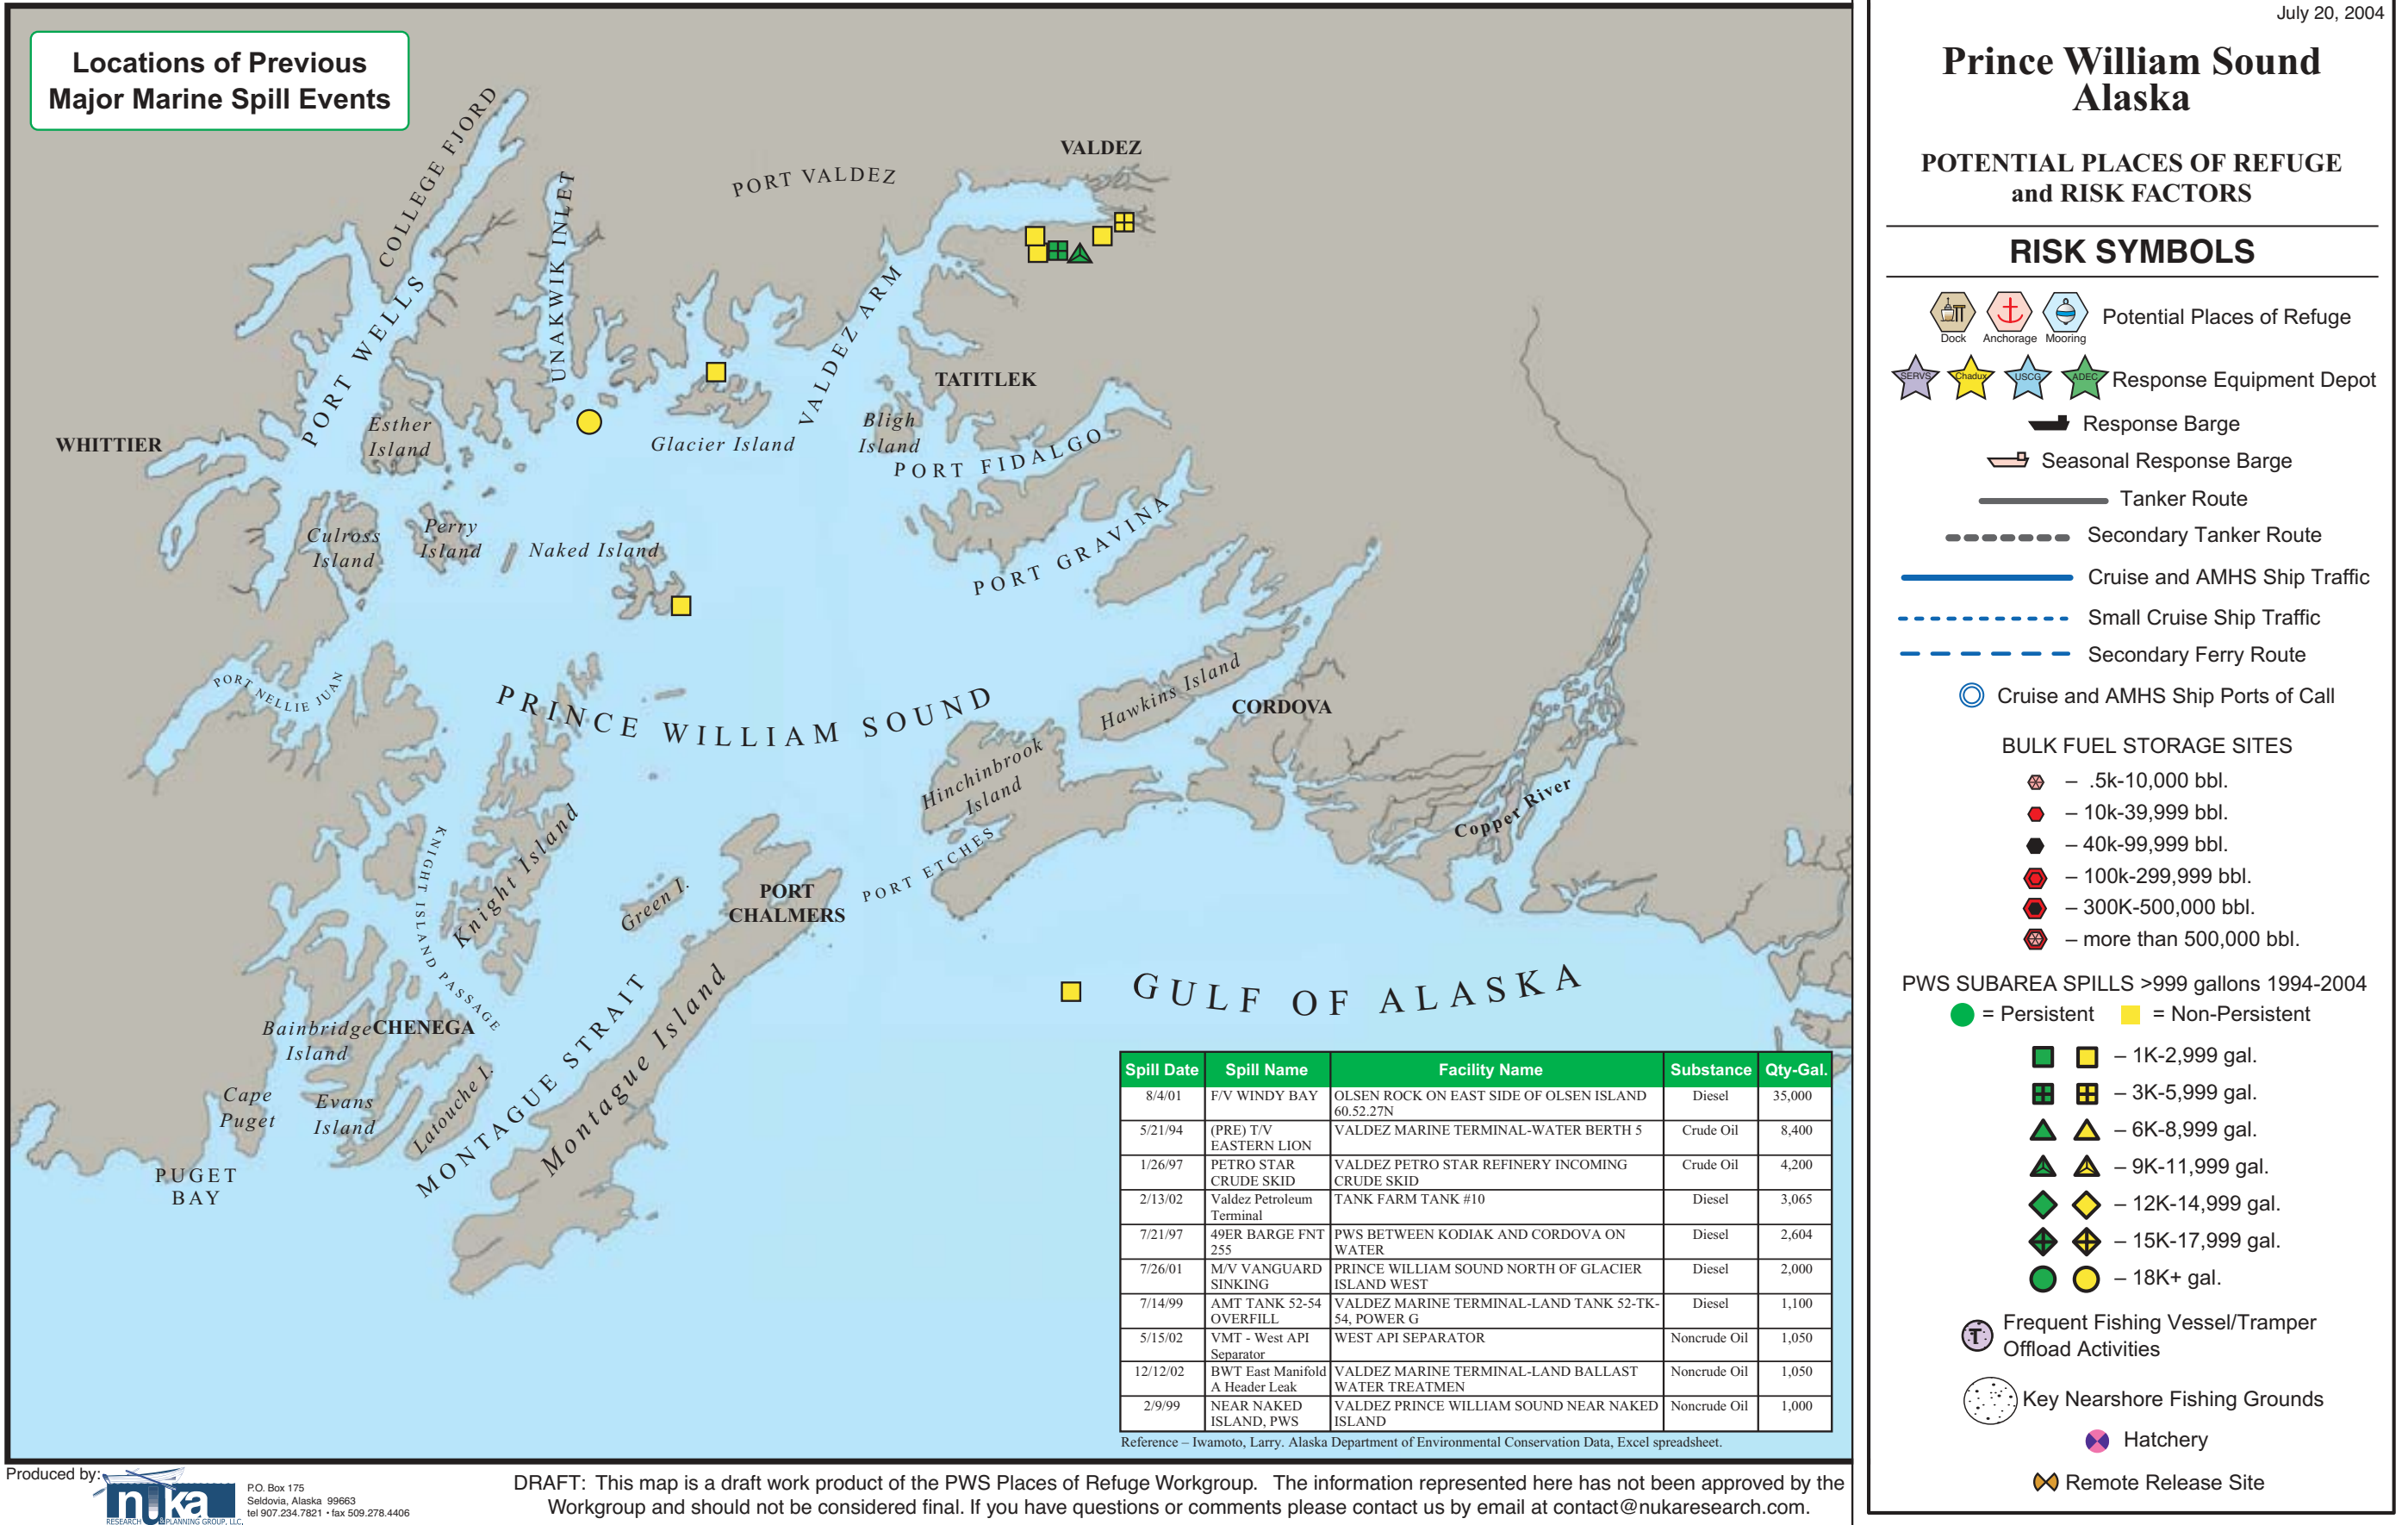 Locations of Previous
Major Marine Spill Events
COLLEGE FJORD
UNAKWIK INLET
PORT VALDEZ
VALDEZ
PORT WELLS
VALDEZ ARM
TATITLEK
WHITTIER
Esther
Island
Glacier Island
Bligh
Island
PORT FIDALGO
Culross
Island
Perry
Island
Naked Island
PORT GRAVINA
PORT NELLIE JUAN
PRINCE WILLIAM SOUND
Hawkins Island
CORDOVA
Hinchinbrook
Island
Copper River
KNIGHT ISLAND PASSAGE
Knight Island
Green I.
PORT
CHALMERS
PORT ETCHES
MONTAGUE STRAIT
Montague Island
GULF OF ALASKA
Bainbridge
Island
CHENEGA
Cape
Puget
Evans
Island
Latouche I.
PUGET
BAY
Spill Date Spill Name Facility Name Substance Qty-Gal.
8/4/01 F/V WINDY BAY OLSEN ROCK ON EAST SIDE OF OLSEN ISLAND Diesel 35,000
60.52.27N
5/21/94 (PRE) T/V VALDEZ MARINE TERMINAL-WATER BERTH 5 Crude Oil 8,400
EASTERN LION
1/26/97 PETRO STAR VALDEZ PETRO STAR REFINERY INCOMING Crude Oil 4,200
CRUDE SKID CRUDE SKID
2/13/02 Valdez Petroleum TANK FARM TANK #10 Diesel 3,065
Terminal
7/21/97 49ER BARGE FNT PWS BETWEEN KODIAK AND CORDOVA ON Diesel 2,604
255 WATER
7/26/01 M/V VANGUARD PRINCE WILLIAM SOUND NORTH OF GLACIER Diesel 2,000
SINKING ISLAND WEST
7/14/99 AMT TANK 52-54 VALDEZ MARINE TERMINAL-LAND TANK 52-TK- Diesel 1,100
OVERFILL 54, POWER G
5/15/02 VMT - West API WEST API SEPARATOR Noncrude Oil 1,050
Separator
12/12/02 BWT East Manifold VALDEZ MARINE TERMINAL-LAND BALLAST Noncrude Oil 1,050
A Header Leak WATER TREATMEN
2/9/99 NEAR NAKED VALDEZ PRINCE WILLIAM SOUND NEAR NAKED Noncrude Oil 1,000
ISLAND, PWS ISLAND
Reference – Iwamoto, Larry. Alaska Department of Environmental Conservation Data, Excel spreadsheet.
Produced by:
nuka
RESEARCH & PLANNING GROUP, LLC.
P.O. Box 175
Seldovia, Alaska 99663
tel 907.234.7821 • fax 509.278.4406
DRAFT: This map is a draft work product of the PWS Places of Refuge Workgroup. The information represented here has not been approved by the
Workgroup and should not be considered final. If you have questions or comments please contact us by email at contact@nukaresearch.com.
July 20, 2004
Prince William Sound
Alaska
POTENTIAL PLACES OF REFUGE
and RISK FACTORS
RISK SYMBOLS
Potential Places of Refuge
Dock Anchorage Mooring
SERVS Chadux USCG ADEC Response Equipment Depot
Response Barge
Seasonal Response Barge
Tanker Route
Secondary Tanker Route
Cruise and AMHS Ship Traffic
Small Cruise Ship Traffic
Secondary Ferry Route
Cruise and AMHS Ship Ports of Call
BULK FUEL STORAGE SITES
– .5k-10,000 bbl.
– 10k-39,999 bbl.
– 40k-99,999 bbl.
– 100k-299,999 bbl.
– 300K-500,000 bbl.
– more than 500,000 bbl.
PWS SUBAREA SPILLS >999 gallons 1994-2004
= Persistent = Non-Persistent
– 1K-2,999 gal.
– 3K-5,999 gal.
– 6K-8,999 gal.
– 9K-11,999 gal.
– 12K-14,999 gal.
– 15K-17,999 gal.
– 18K+ gal.
T Frequent Fishing Vessel/Tramper
Offload Activities
Key Nearshore Fishing Grounds
Hatchery
Remote Release Site